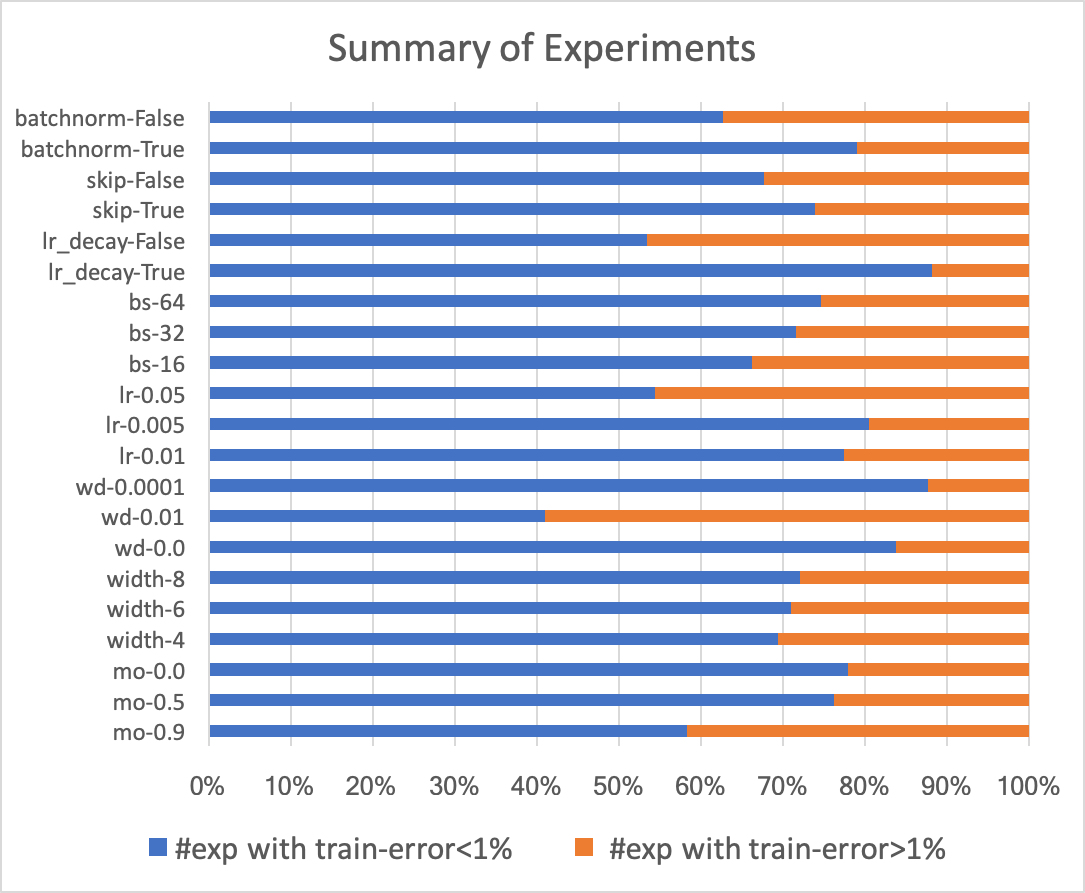 Summary of Experiments
batchnorm-False
batchnorm-True
skip-False
skip-True
lr_decay-False
lr_decay-True
bs-64
bs-32
bs-16
lr-0.05
lr-0.005
lr-0.01
wd-0.0001
wd-0.01
wd-0.0
width-8
width-6
width-4
mo-0.0
mo-0.5
mo-0.9
0% 10% 20% 30% 40% 50% 60% 70% 80% 90% 100%
#exp with train-error<1% #exp with train-error>1%